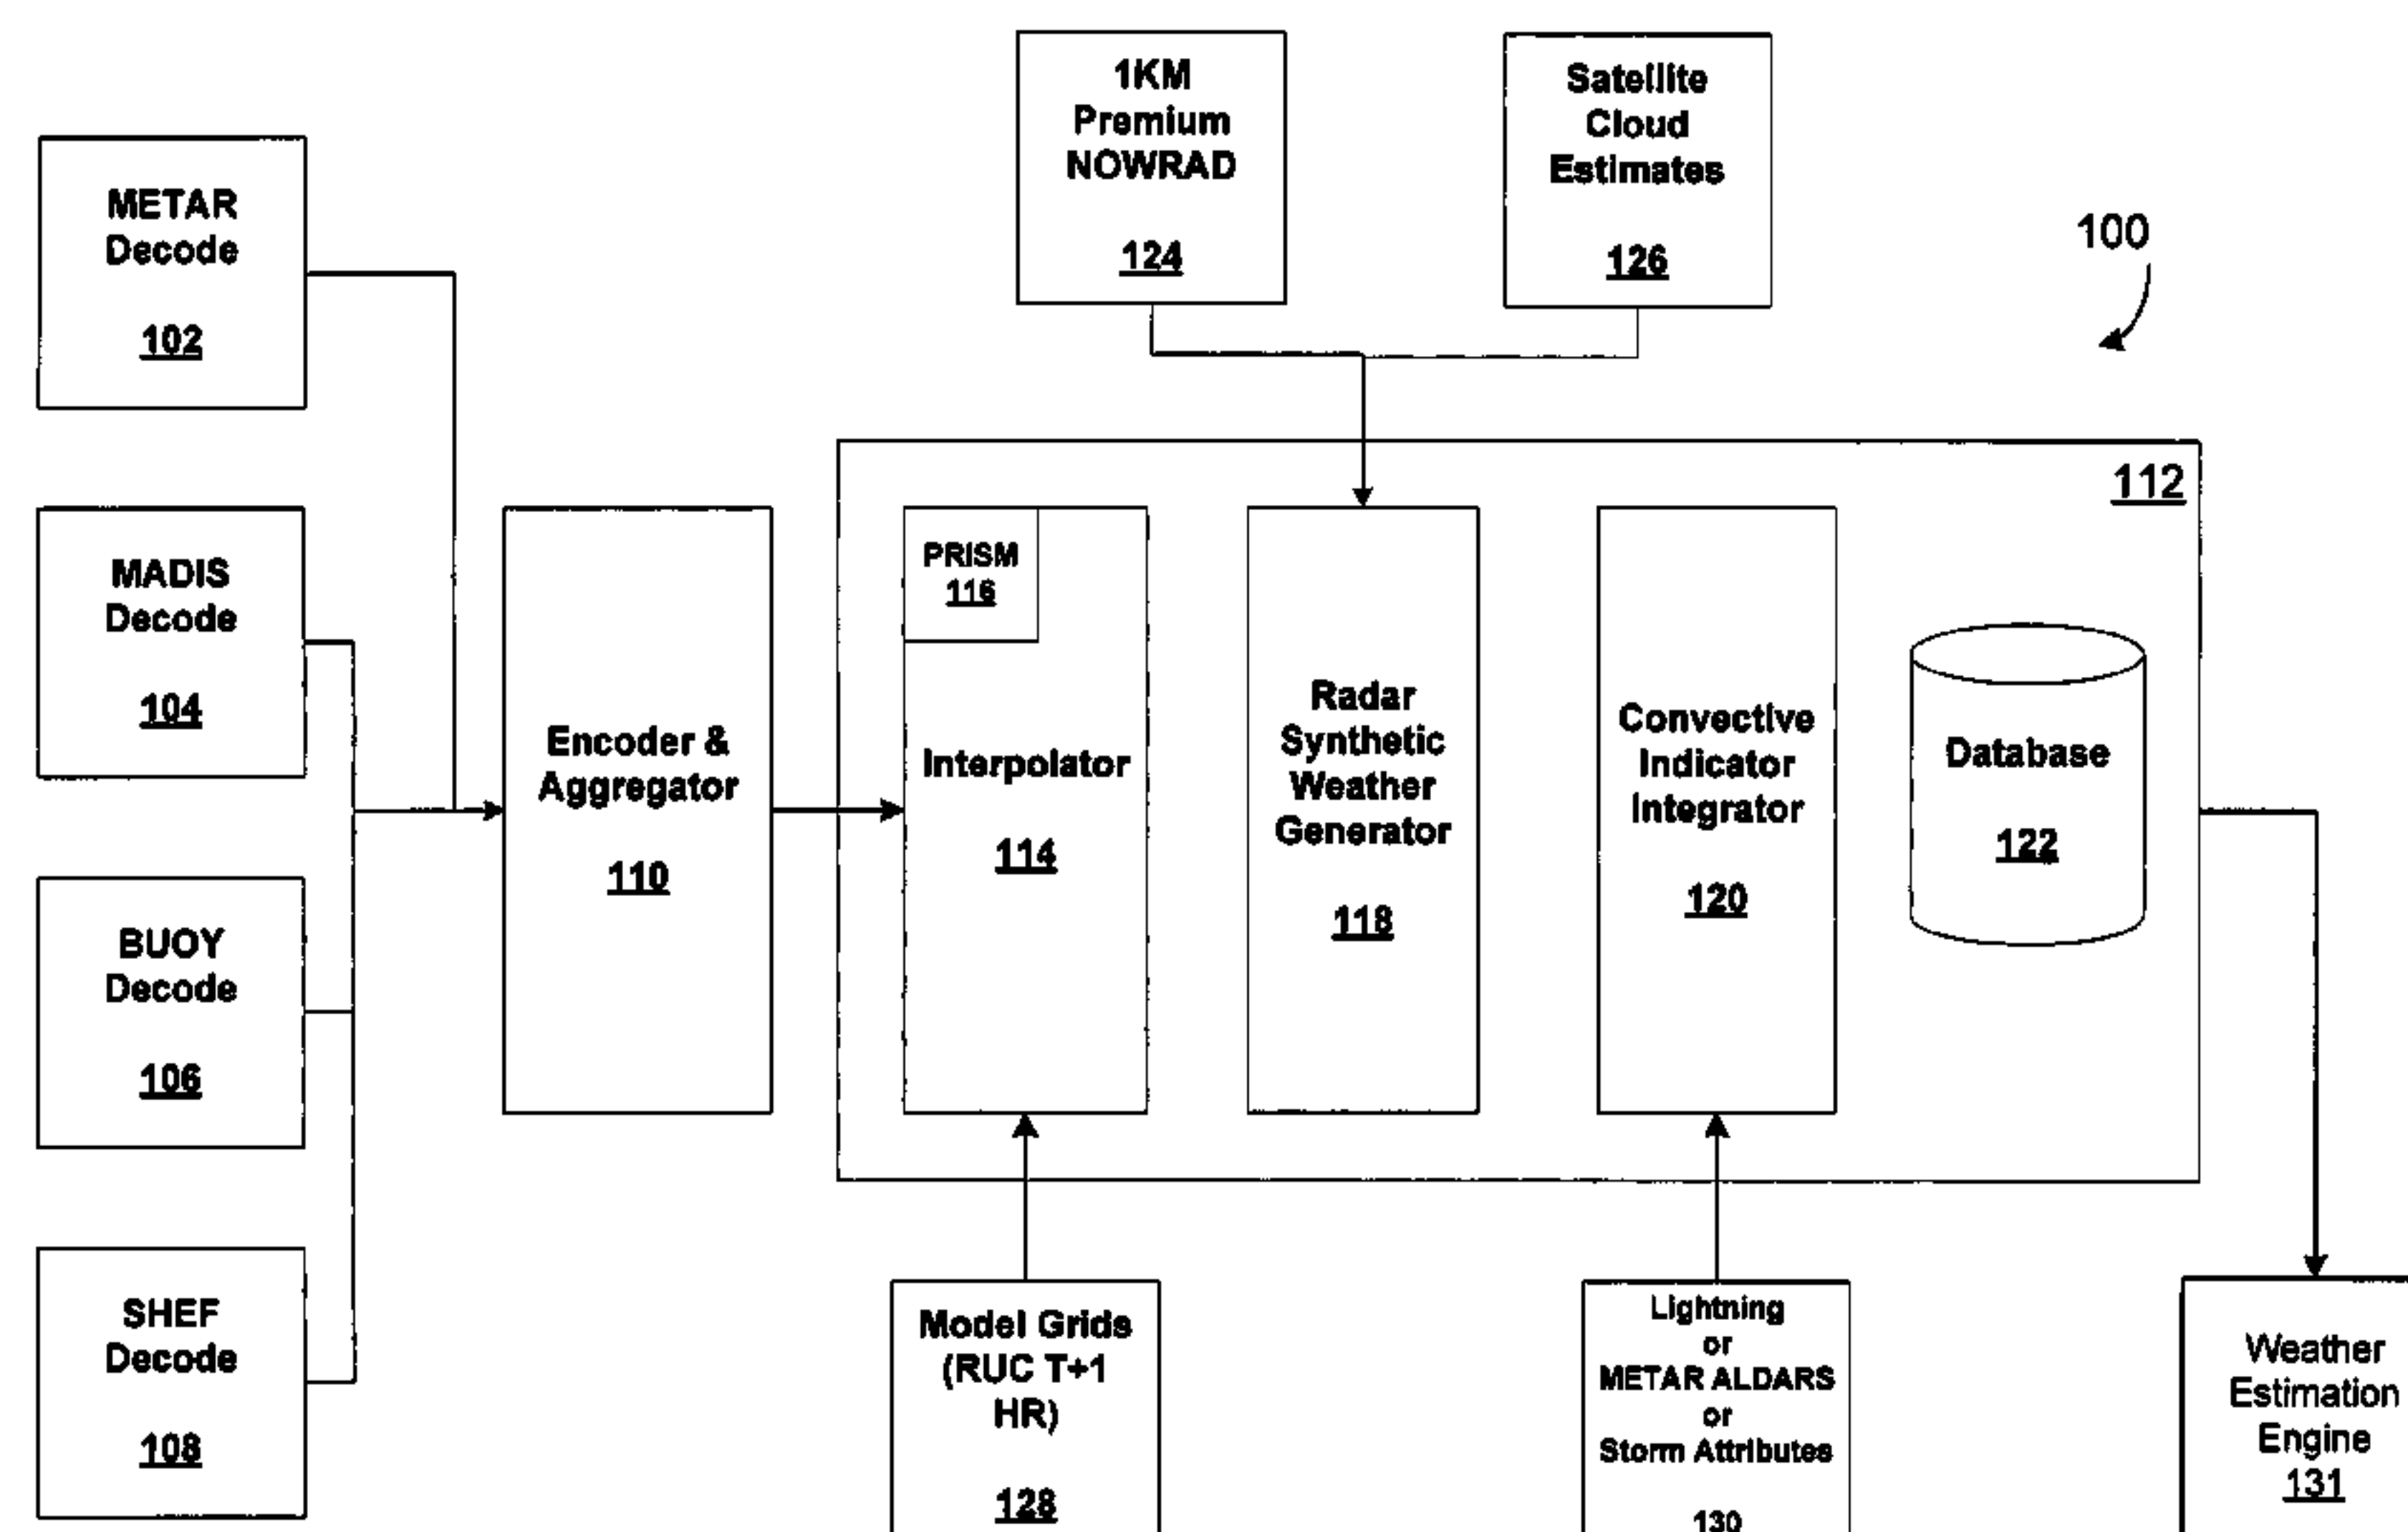 1KM
Premium
NOWRAD
124
Satellite
Cloud
Estimates
126
100
METAR
Decode
102
MADIS
Decode
104
BUOY
Decode
106
SHEF
Decode
108
Encoder &
Aggregator
110
112
PRISM
116
Interpolator
114
Radar
Synthetic
Weather
Generator
118
Convective
Indicator
Integrator
120
Database
122
Model Grids
(RUC T+1
HR)
128
Lightning
or
METAR ALDARS
or
Storm Attributes
130
Weather
Estimation
Engine
131